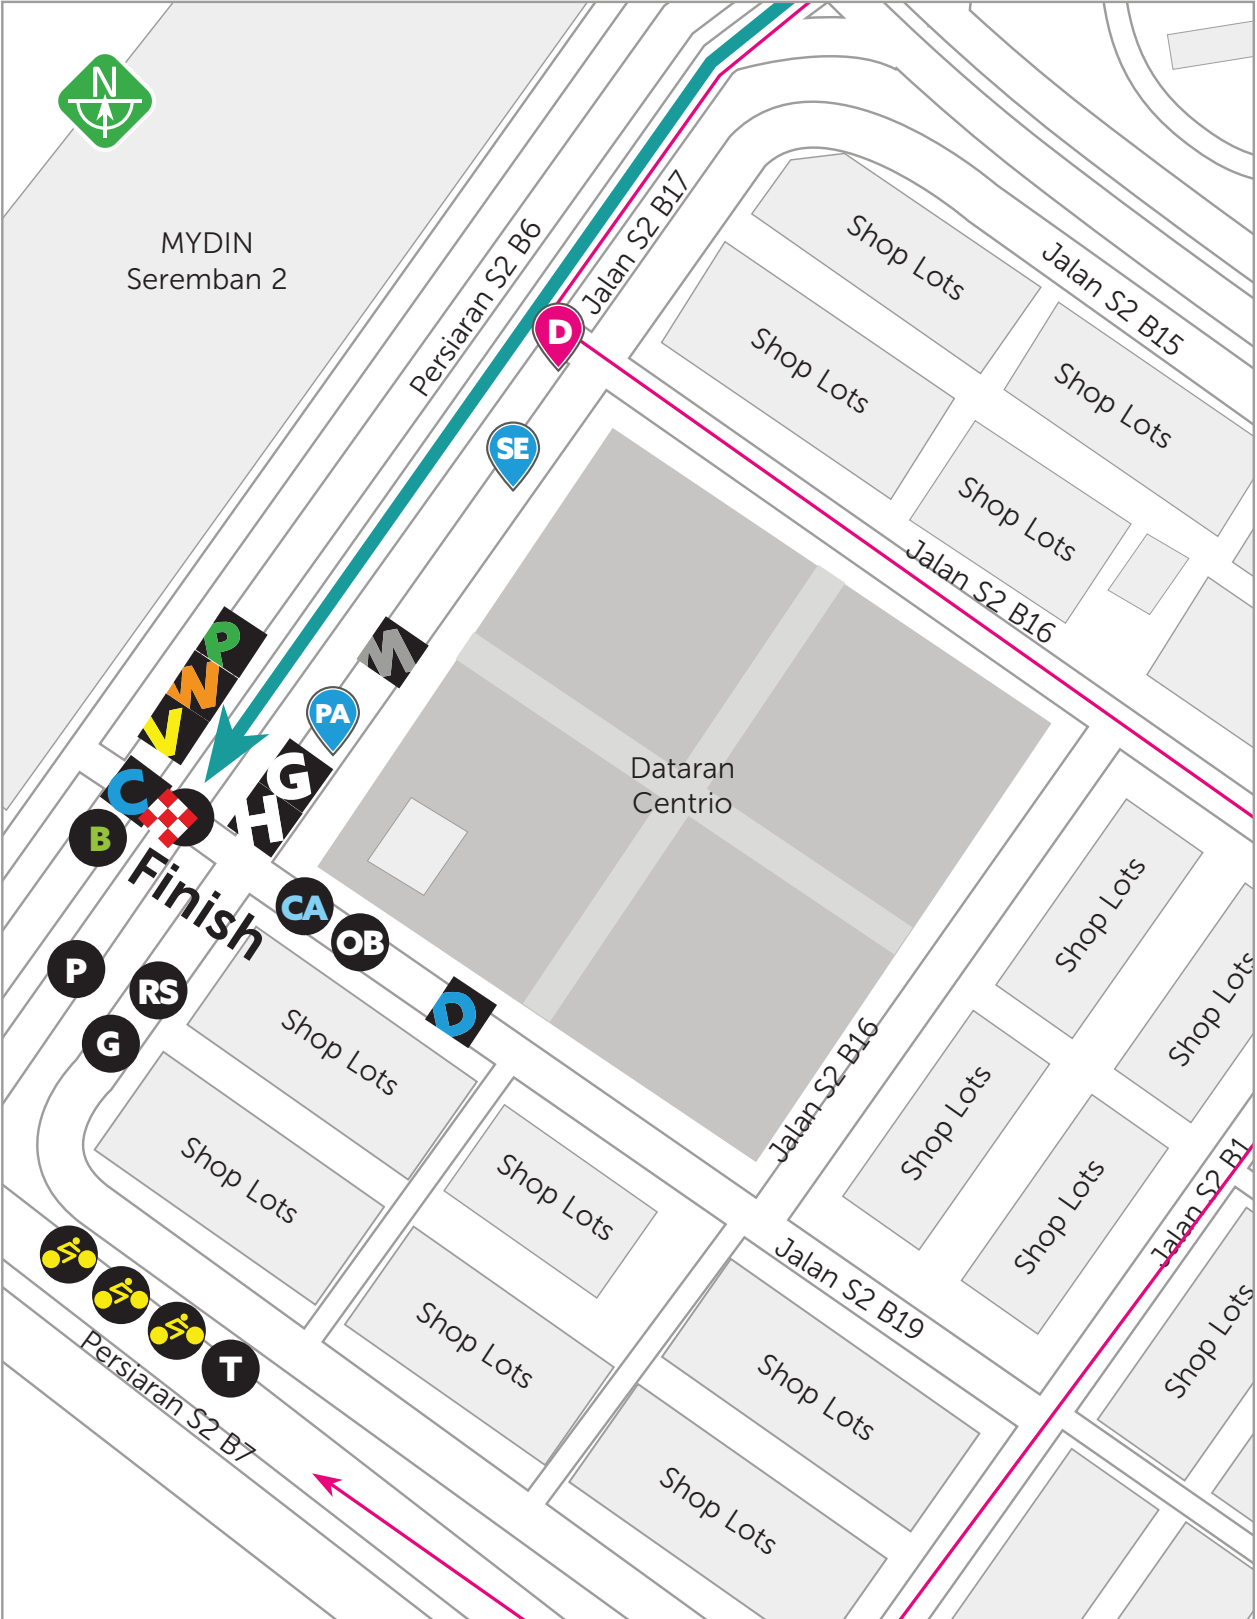 N
MYDIN
Seremban 2
Persiaran S2 B6
Jalan S2 B17
D
SE
Shop Lots
Jalan S2 B15
Shop Lots
Shop Lots
Shop Lots
Jalan S2 B16
P
W
V
M
PA
G
H
C
B
Finish
Dataran
Centrio
CA
OB
D
P
RS
G
Shop Lots
Shop Lots
Shop Lots
Shop Lots
Jalan S2 B16
Shop Lots
Shop Lots
Shop Lots
Shop Lots
Jalan S2 B1
Jalan S2 B19
Shop Lots
Shop Lots
Shop Lots
T
Persiaran S2 B7